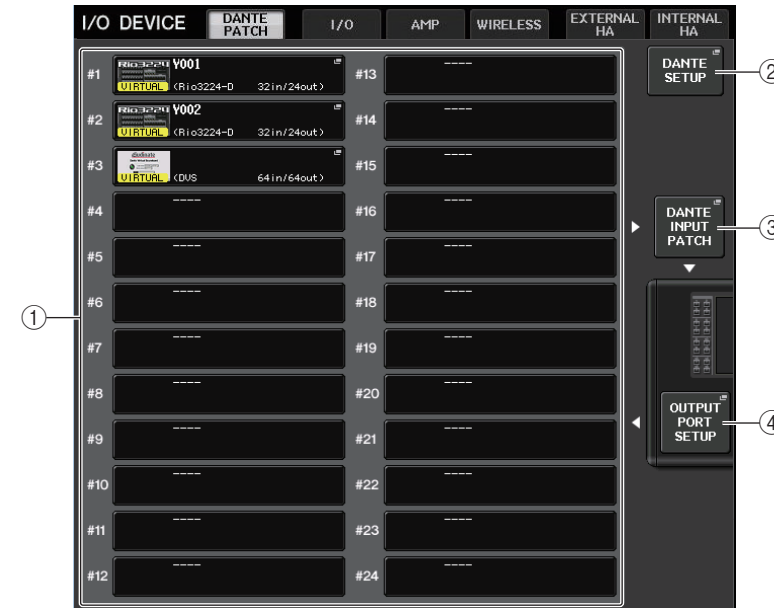 I/O DEVICE
DANTE
PATCH
I/O
AMP
WIRELESS
EXTERNAL
HA
INTERNAL
HA
#1
Rio3224
Y001
VIRTUAL
(Rio3224-D 32in/24out)
#2
Rio3224
Y002
VIRTUAL
(Rio3224-D 32in/24out)
#3
Audinate
VIRTUAL
(DVS 64in/64out)
#4 ----
#5 ----
#6 ----
#7 ----
#8 ----
#9 ----
#10 ----
#11 ----
#12 ----
#13 ----
#14 ----
#15 ----
#16 ----
#17 ----
#18 ----
#19 ----
#20 ----
#21 ----
#22 ----
#23 ----
#24 ----
DANTE
SETUP
DANTE
INPUT
PATCH
OUTPUT
PORT
SETUP
①
②
③
④